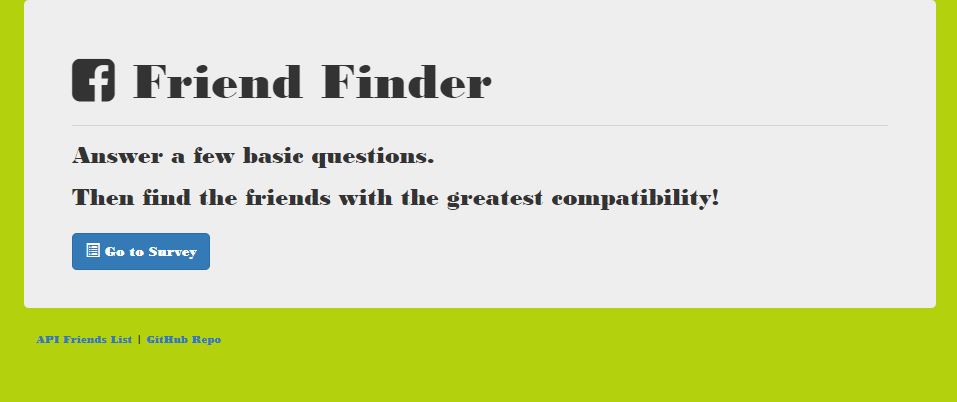 Friend Finder
Answer a few basic questions.
Then find the friends with the greatest compatibility!
Go to Survey
API Friends List | GitHub Repo